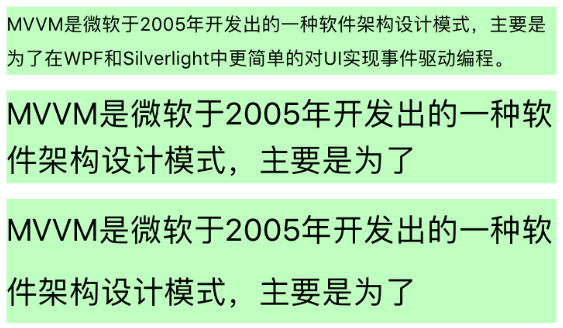 MVVM是微软于2005年开发出的一种软件架构设计模式，主要是
为了在WPF和Silverlight中更简单的对UI实现事件驱动编程。
MVVM是微软于2005年开发出的一种软
件架构设计模式，主要是为了
MVVM是微软于2005年开发出的一种软
件架构设计模式，主要是为了